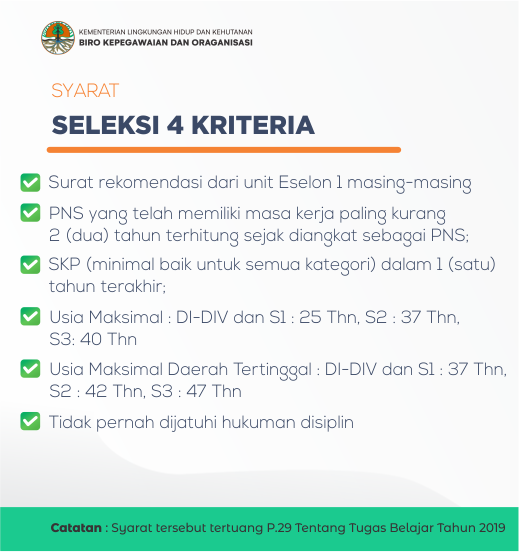 KEMENTERIAN LINGKUNGAN HIDUP DAN KEHUTANAN
BIRO KEPEGAWAIAN DAN ORAGANISASI
SYARAT
SELEKSI 4 KRITERIA
Surat rekomendasi dari unit Eselon 1 masing-masing
PNS yang telah memiliki masa kerja paling kurang
2 (dua) tahun terhitung sejak diangkat sebagai PNS;
SKP (minimal baik untuk semua kategori) dalam 1 (satu)
tahun terakhir;
Usia Maksimal : DI-DIV dan S1 : 25 Thn, S2 : 37 Thn,
S3: 40 Thn
Usia Maksimal Daerah Tertinggal : DI-DIV dan S1 : 37 Thn,
S2 : 42 Thn, S3 : 47 Thn
Tidak pernah dijatuhi hukuman disiplin
Catatan : Syarat tersebut tertuang P.29 Tentang Tugas Belajar Tahun 2019